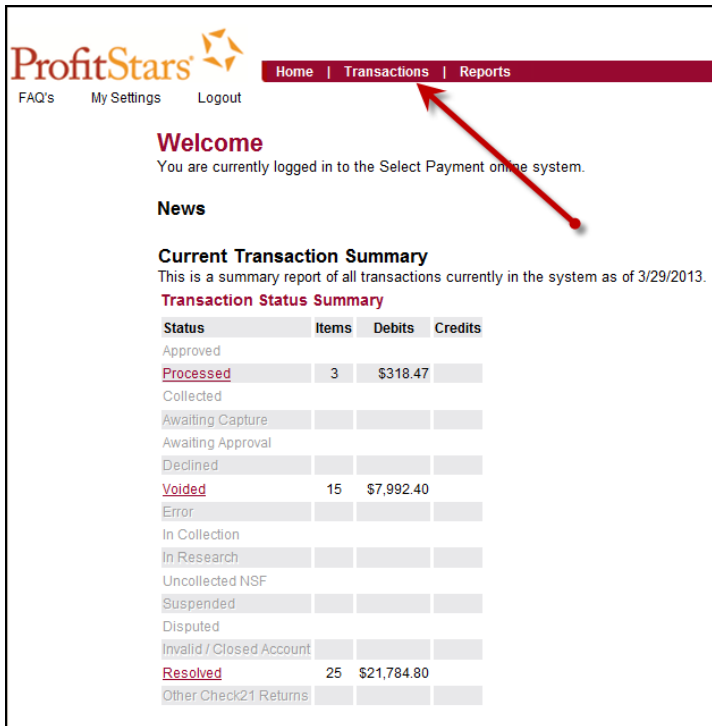 ProfitStars
Home | Transactions | Reports
FAQ's My Settings Logout
Welcome
You are currently logged in to the Select Payment online system.
News
Current Transaction Summary
This is a summary report of all transactions currently in the system as of 3/29/2013.
Transaction Status Summary
Status Items Debits Credits
Approved
Processed 3 $318.47
Collected
Awaiting Capture
Awaiting Approval
Declined
Voided 15 $7,992.40
Error
In Collection
In Research
Uncollected NSF
Suspended
Disputed
Invalid / Closed Account
Resolved 25 $21,784.80
Other Check21 Returns